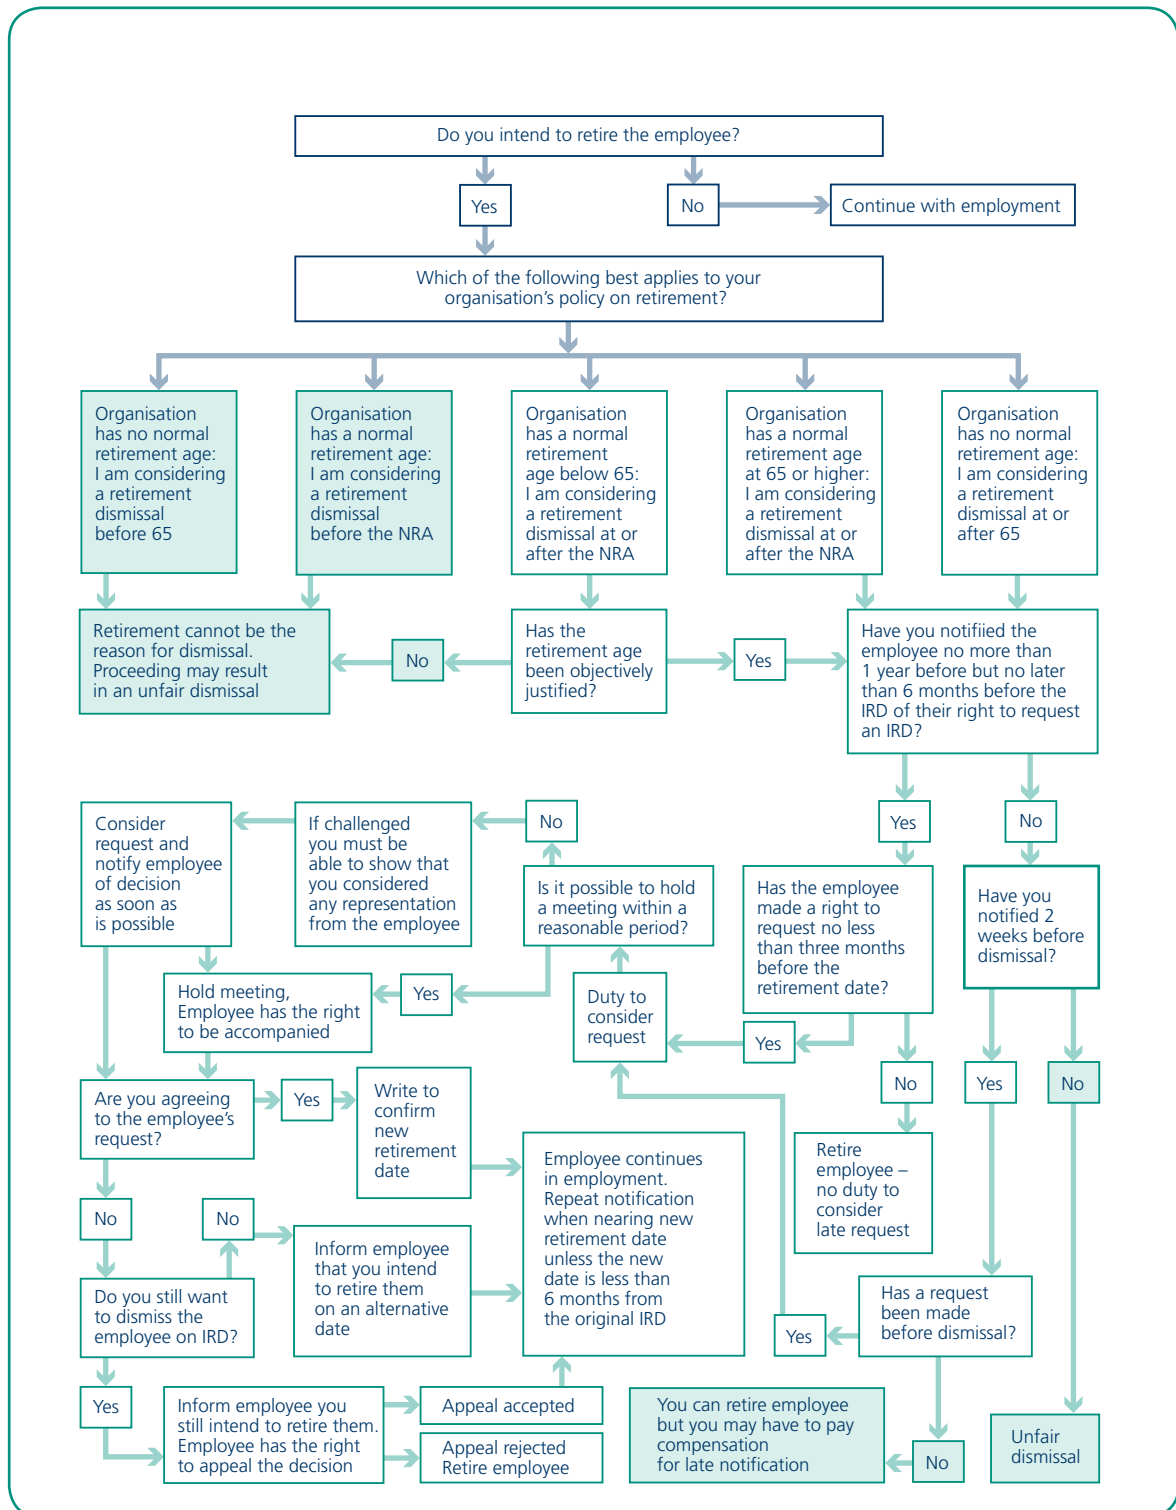 Do you intend to retire the employee?
Yes
No
Continue with employment
Which of the following best applies to your
organisation's policy on retirement?
Organisation
has no normal
retirement age:
I am considering
a retirement
dismissal
before 65
Organisation
has a normal
retirement age:
I am considering
a retirement
dismissal
before the NRA
Organisation
has a normal
retirement
age below 65:
I am considering
a retirement
dismissal at or
after the NRA
Organisation
has a normal
retirement age
at 65 or higher:
I am considering
a retirement
dismissal at or
after the NRA
Organisation
has no normal
retirement age:
I am considering
a retirement
dismissal at or
after 65
Retirement cannot be the
reason for dismissal.
Proceeding may result
in an unfair dismissal
No
Has the
retirement age
been objectively
justified?
Yes
Have you notifiied the
employee no more than
1 year before but no later
than 6 months before the
IRD of their right to request
an IRD?
Yes
No
Consider
request and
notify employee
of decision
as soon as
is possible
If challenged
you must be
able to show that
you considered
any representation
from the employee
No
Is it possible to hold
a meeting within a
reasonable period?
Has the employee
made a right to
request no less
than three months
before the
retirement date?
Have you
notified 2
weeks before
dismissal?
Hold meeting,
Employee has the right
to be accompanied
Yes
Duty to
consider
request
Yes
No
Yes
No
Are you agreeing
to the employee's
request?
Yes
Write to
confirm
new
retirement
date
Employee continues
in employment.
Repeat notification
when nearing new
retirement date
unless the new
date is less than
6 months from
the original IRD
Retire
employee –
no duty to
consider
late request
No
No
Inform employee
that you intend
to retire them
on an alternative
date
Do you still want
to dismiss the
employee on IRD?
Has a request
been made
before dismissal?
Yes
Yes
Inform employee you
still intend to retire them.
Employee has the right
to appeal the decision
Appeal accepted
Appeal rejected
Retire employee
You can retire employee
but you may have to pay
compensation
for late notification
No
Unfair
dismissal